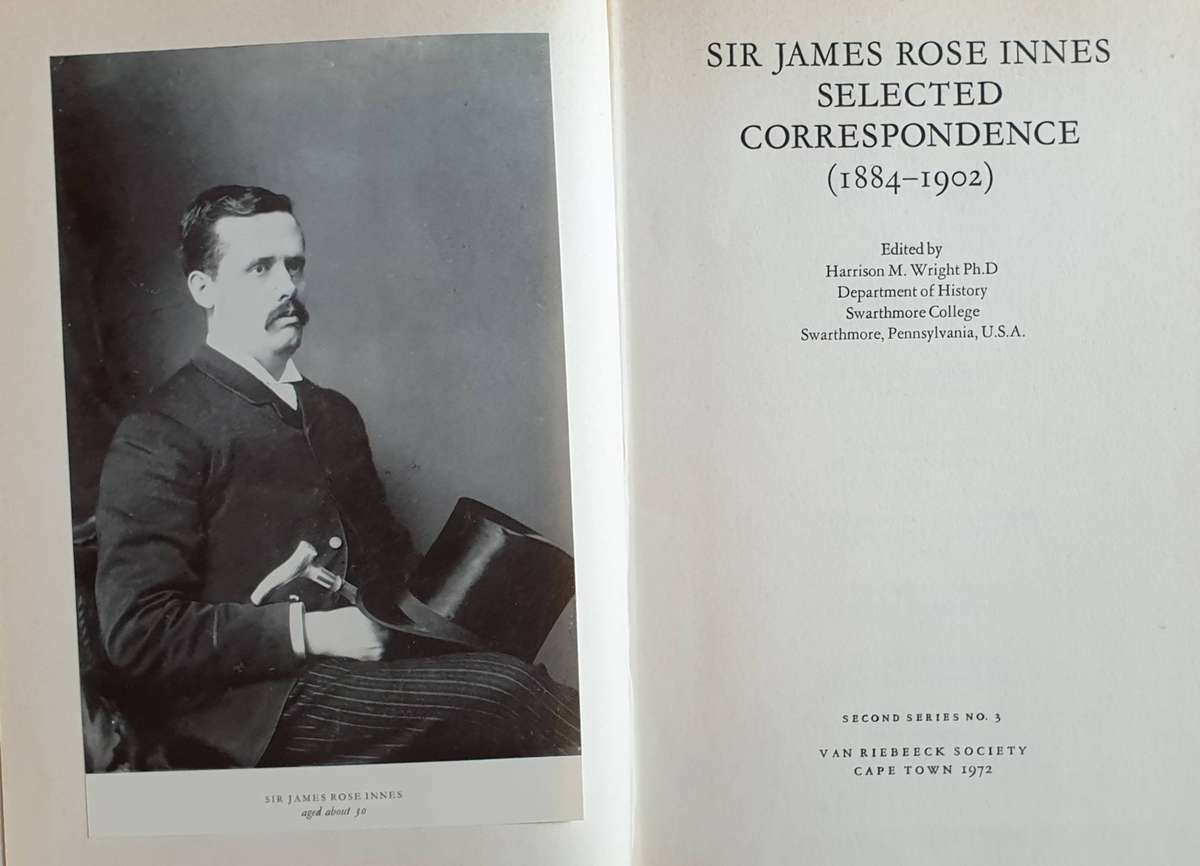 SIR JAMES ROSE INNES
aged about 30
SIR JAMES ROSE INNES
SELECTED
CORRESPONDENCE
(1884–1902)
Edited by
Harrison M. Wright Ph.D
Department of History
Swarthmore College
Swarthmore, Pennsylvania, U.S.A.
SECOND SERIES NO. 3
VAN RIEBEECK SOCIETY
CAPE TOWN 1972